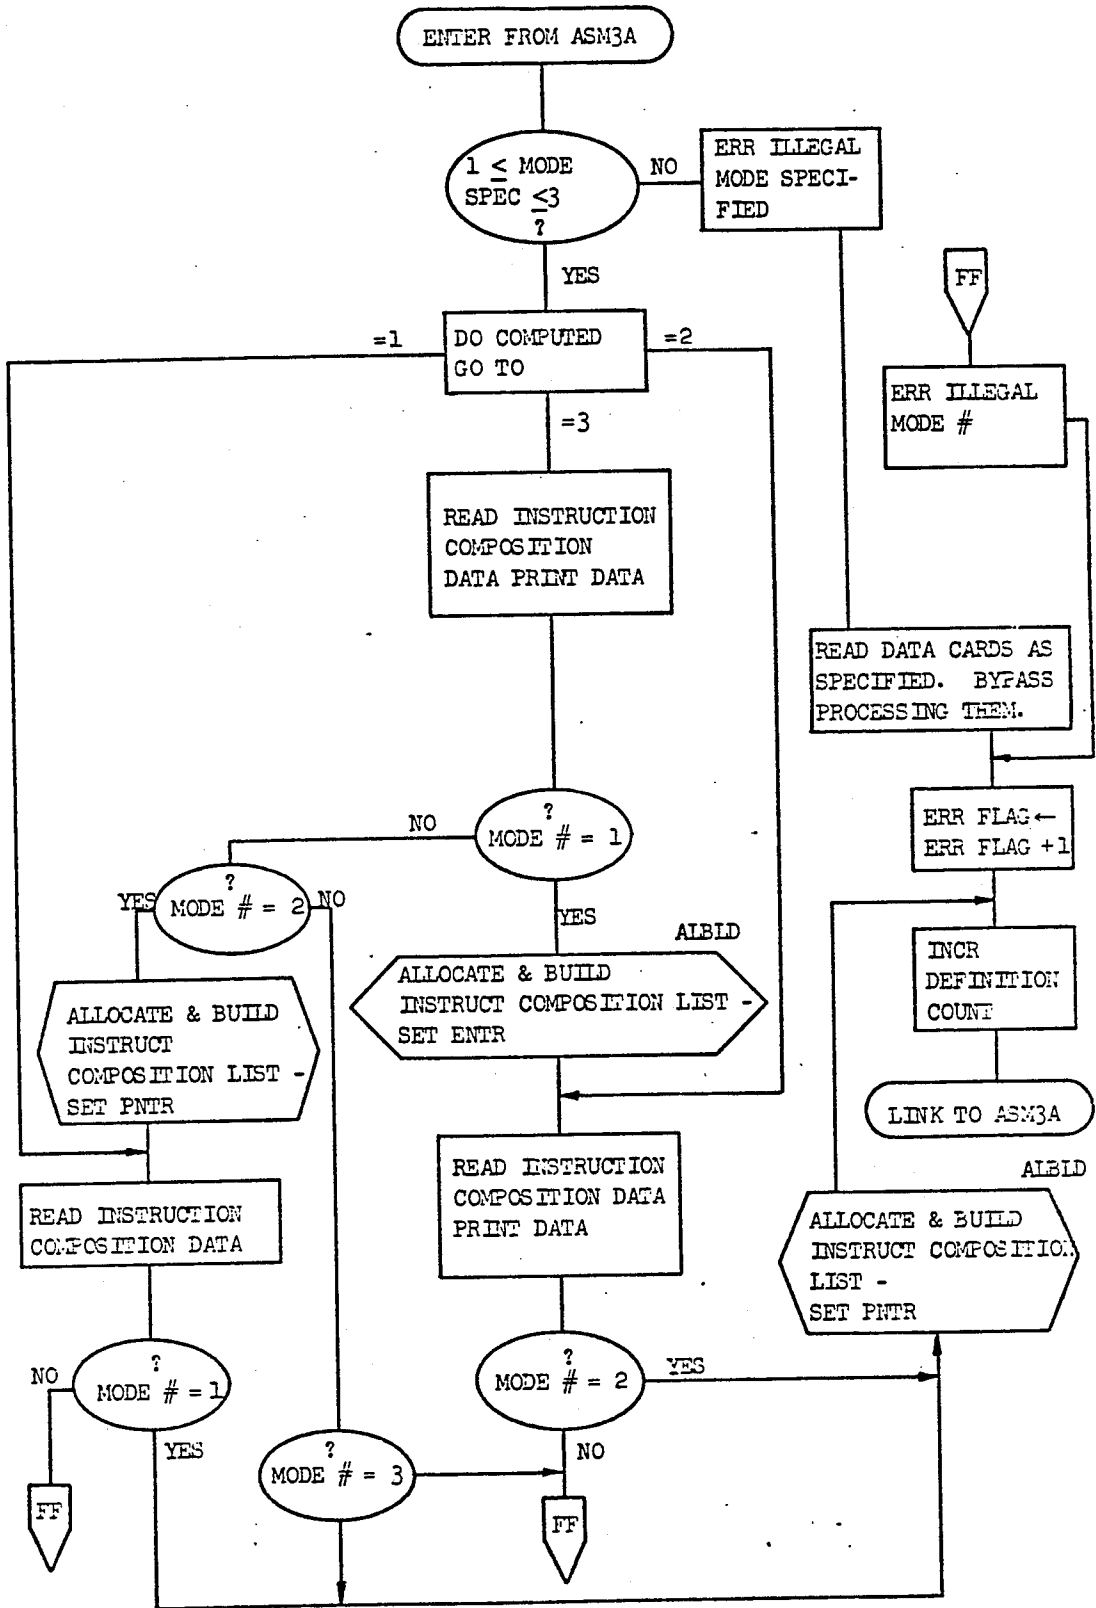 ENTER FROM ASM3A
1 ≤ MODE
SPEC ≤3
?
NO
ERR ILLEGAL
MODE SPECI-
FIED
YES
FF
=1
DO COMPUTED
GO TO
=2
ERR ILLEGAL
MODE #
=3
READ INSTRUCTION
COMPOSITION
DATA PRINT DATA
READ DATA CARDS AS
SPECIFIED. BYPASS
PROCESSING THEM.
?
MODE # = 1
NO
ERR FLAG←
ERR FLAG +1
YES
?
MODE # = 2
NO
YES
ALBLD
ALLOCATE & BUILD
INSTRUCT COMPOSITION LIST -
SET ENTR
INCR
DEFINITION
COUNT
ALLOCATE & BUILD
INSTRUCT
COMPOSITION LIST -
SET PNTR
LINK TO ASM3A
READ INSTRUCTION
COMPOSITION DATA
PRINT DATA
ALBLD
ALLOCATE & BUILD
INSTRUCT COMPOSITION
LIST -
SET PNTR
READ INSTRUCTION
COMPOSITION DATA
?
MODE # = 2
YES
NO
NO
?
MODE # = 1
YES
?
MODE # = 3
FF
FF